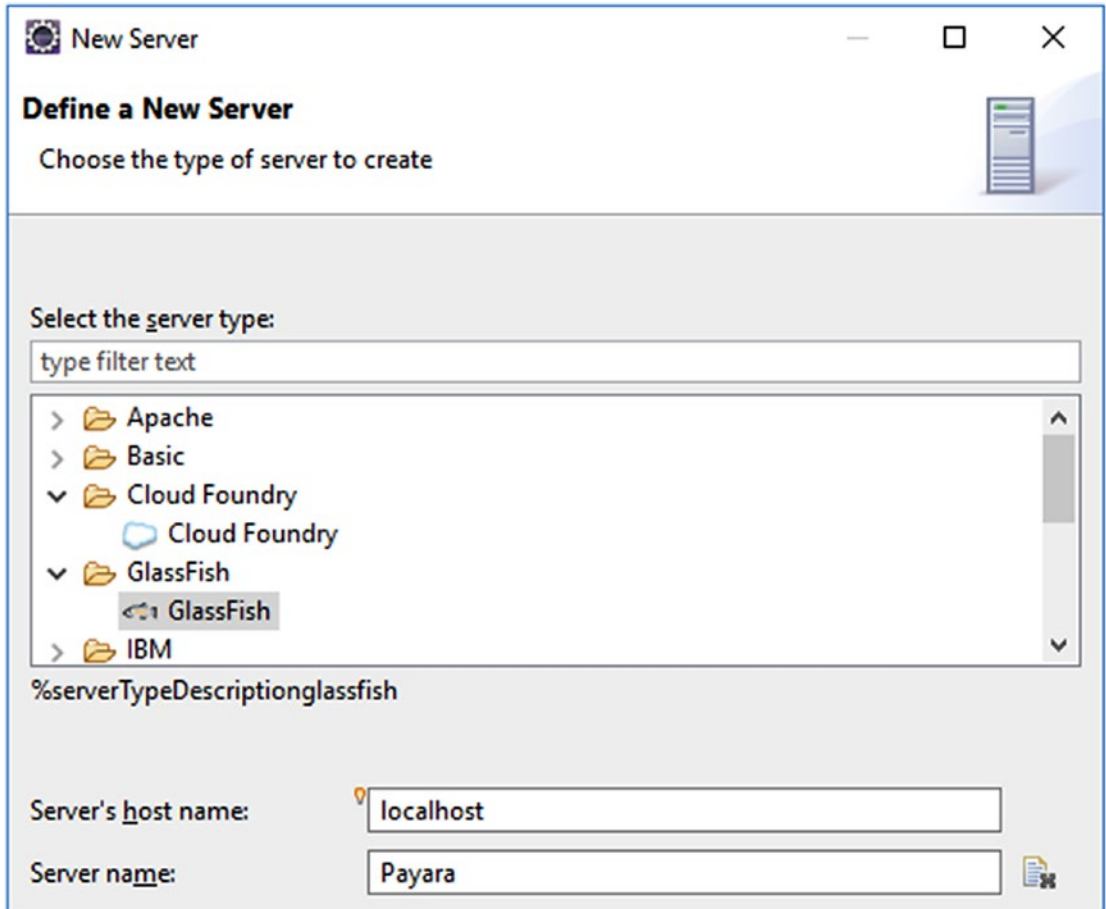 New Server
Define a New Server
Choose the type of server to create
Select the server type:
type filter text
Apache
Basic
Cloud Foundry
Cloud Foundry
GlassFish
GlassFish
IBM
%serverTypeDescriptionglassfish
Server's host name:
localhost
Server name:
Payara